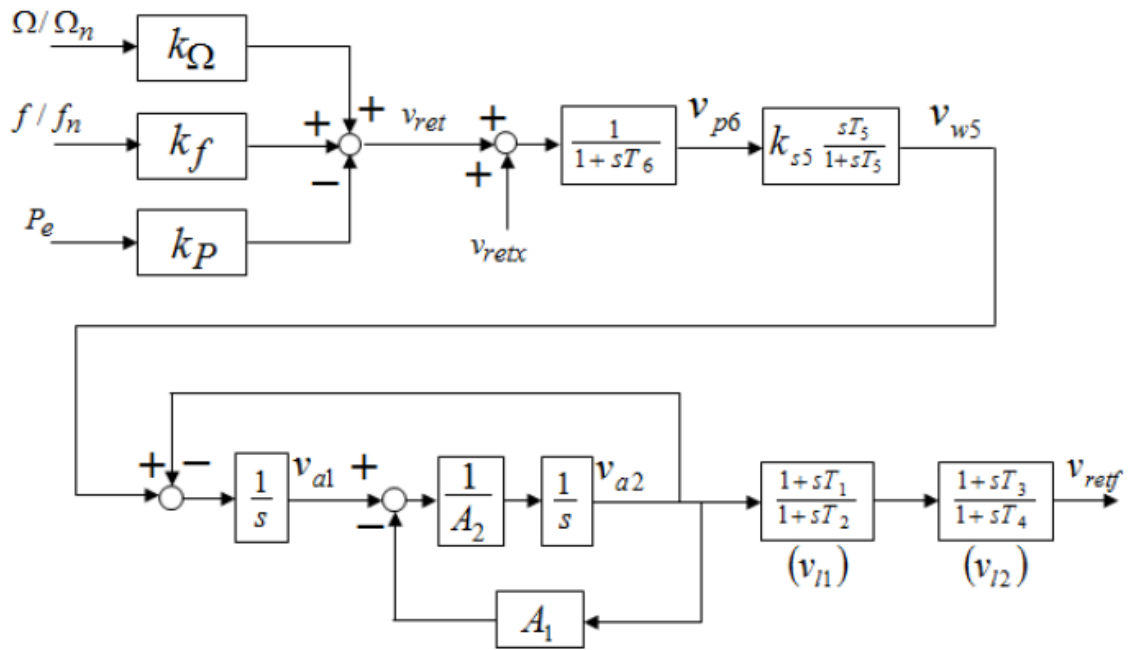 Ω/Ωn
kΩ
f / fn
kf
Pe
kP
+
+
−
vret
+
+
vretx
1
1+sT6
vp6
ks5 sT5
1+sT5
vw5
+
−
1
s
va1
+
−
1
A2
1
s
va2
A1
1+sT1
1+sT2
(vl1)
1+sT3
1+sT4
(vl2)
vretf